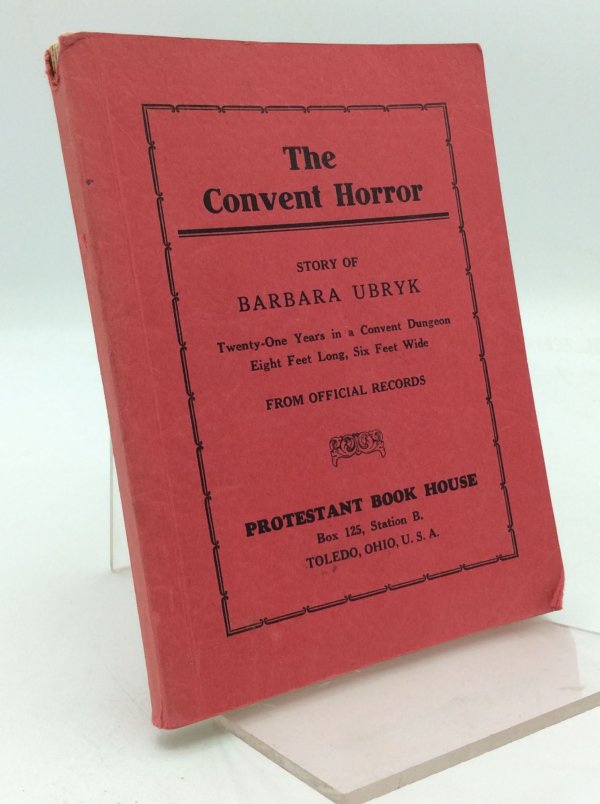 The
Convent Horror
STORY OF
BARBARA UBRYK
Twenty-One Years in a Convent Dungeon
Eight Feet Long, Six Feet Wide
FROM OFFICIAL RECORDS
PROTESTANT BOOK HOUSE
Box 125, Station B.
TOLEDO, OHIO, U. S. A.